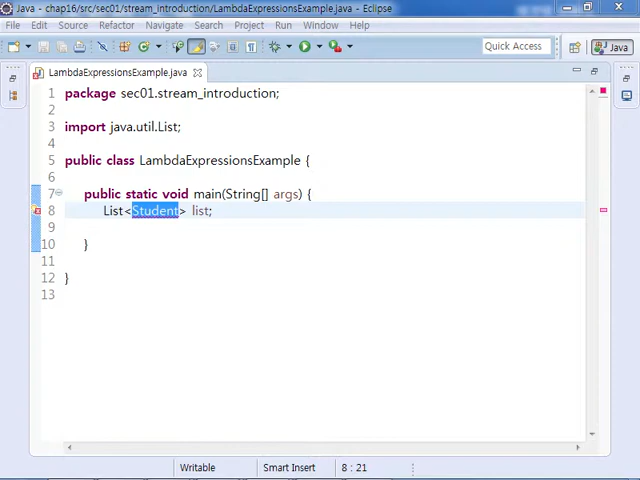 Java - chap16/src/sec01/stream_introduction/LambdaExpressionsExample.java - Eclipse
File Edit Source Refactor Navigate Search Project Run Window Help
Quick Access Java
LambdaExpressionsExample.java
1 package sec01.stream_introduction;
2
3 import java.util.List;
4
5 public class LambdaExpressionsExample {
6
7 public static void main(String[] args) {
8 List<Student> list;
9
10 }
11
12 }
13
Writable Smart Insert 8 : 21